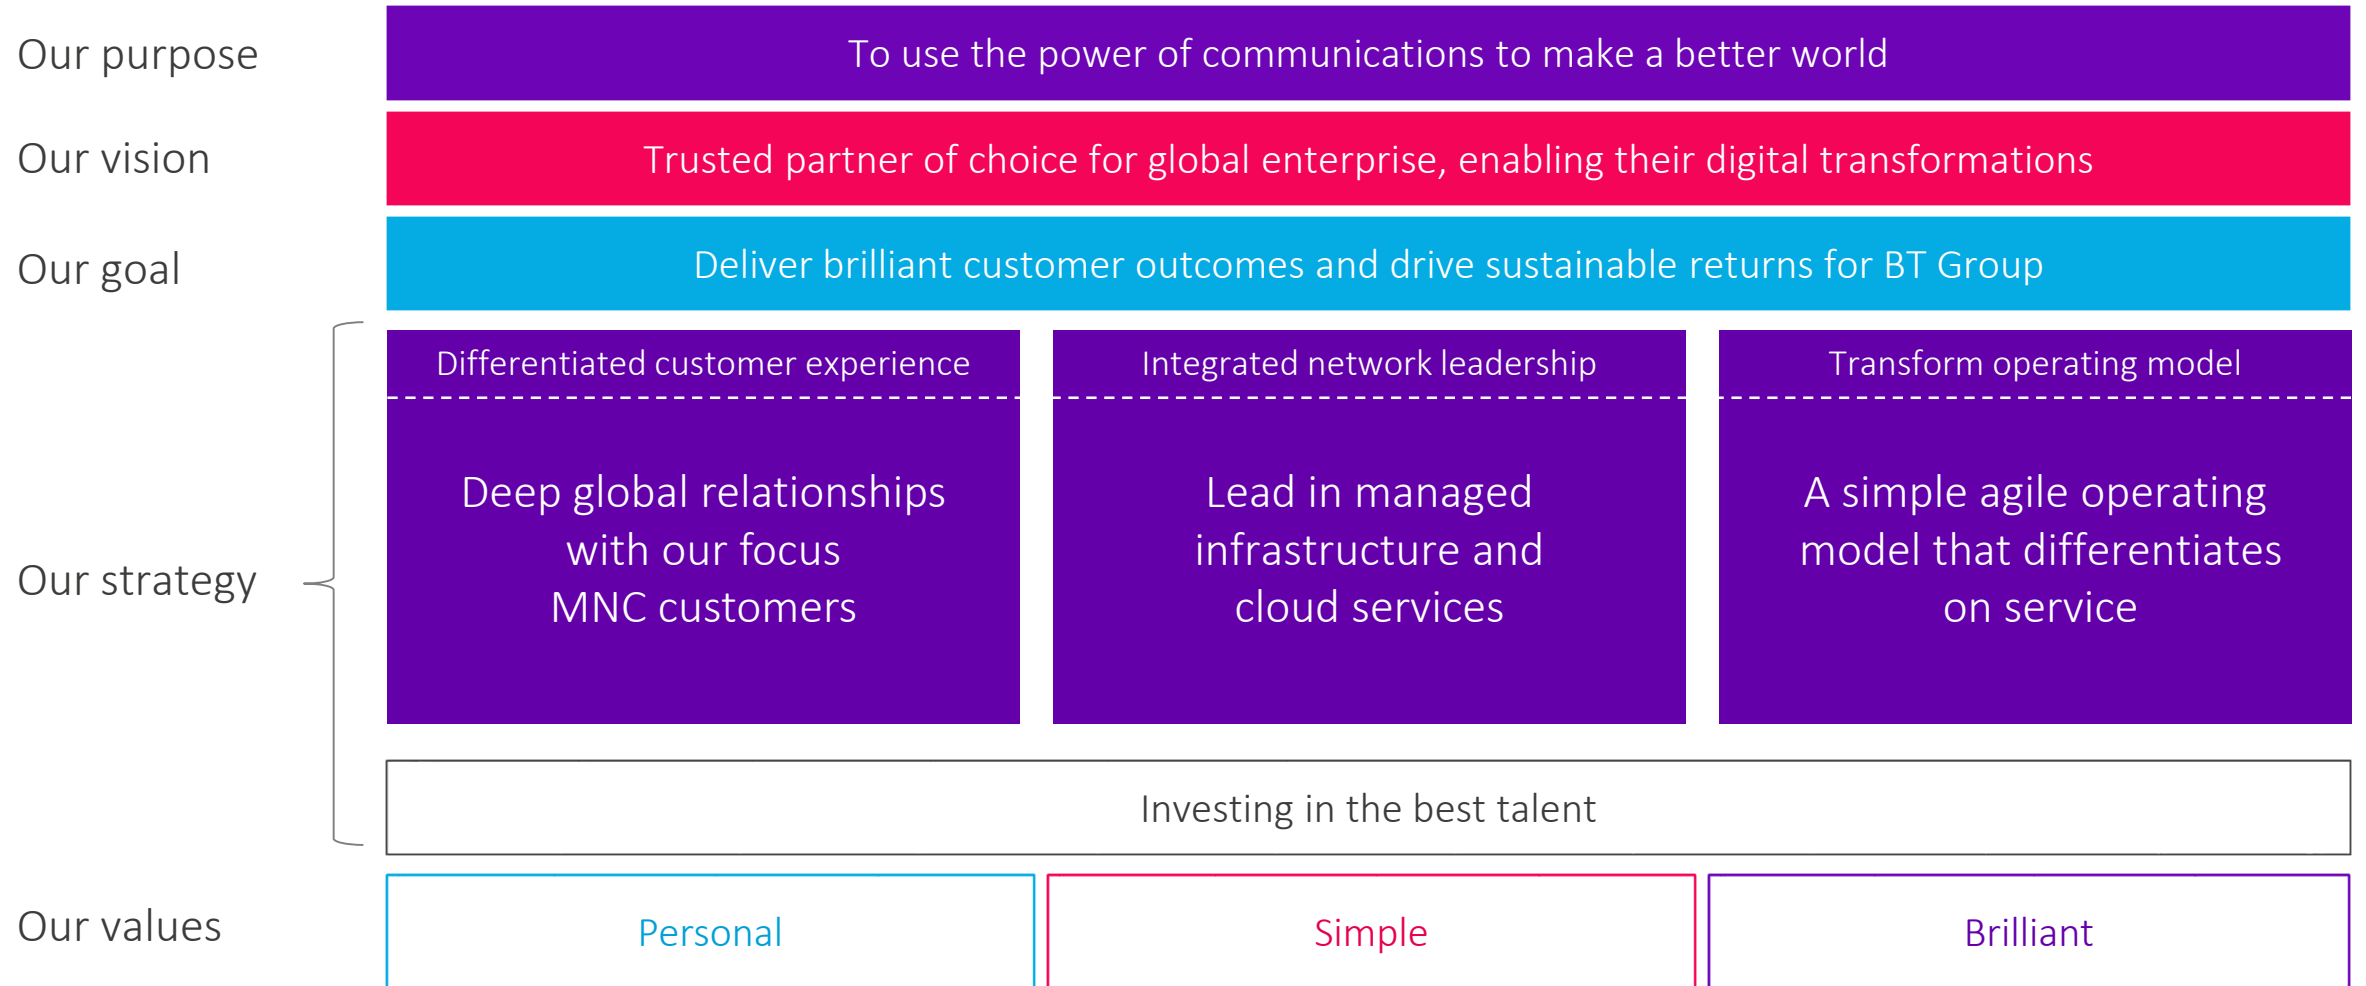 Our purpose
To use the power of communications to make a better world
Our vision
Trusted partner of choice for global enterprise, enabling their digital transformations
Our goal
Deliver brilliant customer outcomes and drive sustainable returns for BT Group
Our strategy
Differentiated customer experience
Deep global relationships
with our focus
MNC customers
Integrated network leadership
Lead in managed
infrastructure and
cloud services
Transform operating model
A simple agile operating
model that differentiates
on service
Investing in the best talent
Our values
Personal
Simple
Brilliant